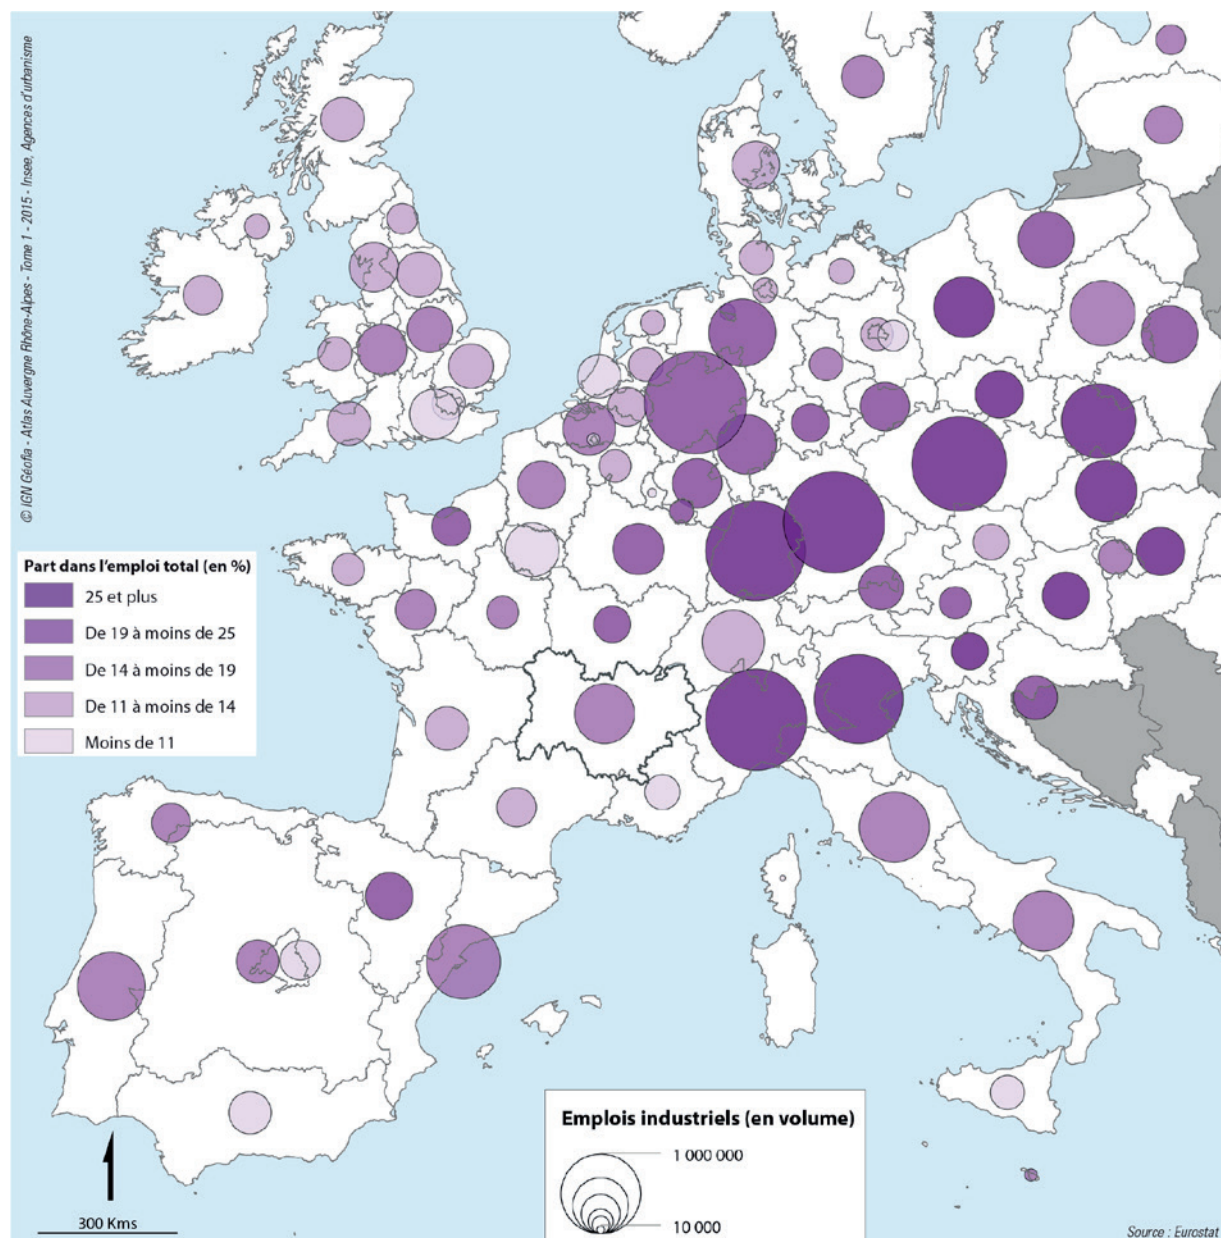 © IGN Géofla - Atlas Auvergne Rhône-Alpes - Tome 1 - 2015 - Insee, Agences d'urbanisme
Part dans l'emploi total (en %)
25 et plus
De 19 à moins de 25
De 14 à moins de 19
De 11 à moins de 14
Moins de 11
Emplois industriels (en volume)
1 000 000
10 000
300 Kms
Source : Eurostat